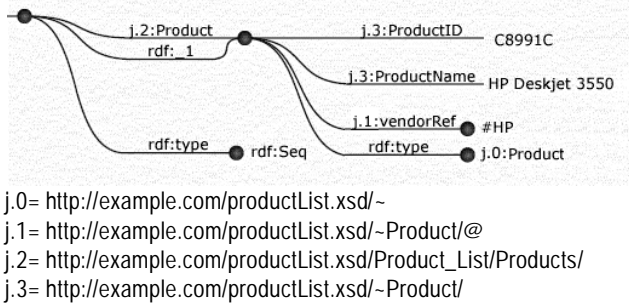 j.2:Product
rdf:_1
j.3:ProductID
C8991C
j.3:ProductName
HP Deskjet 3550
j.1:vendorRef
#HP
rdf:type
rdf:Seq
rdf:type
j.0:Product
j.0= http://example.com/productList.xsd/~
j.1= http://example.com/productList.xsd/~Product/@
j.2= http://example.com/productList.xsd/Product_List/Products/
j.3= http://example.com/productList.xsd/~Product/